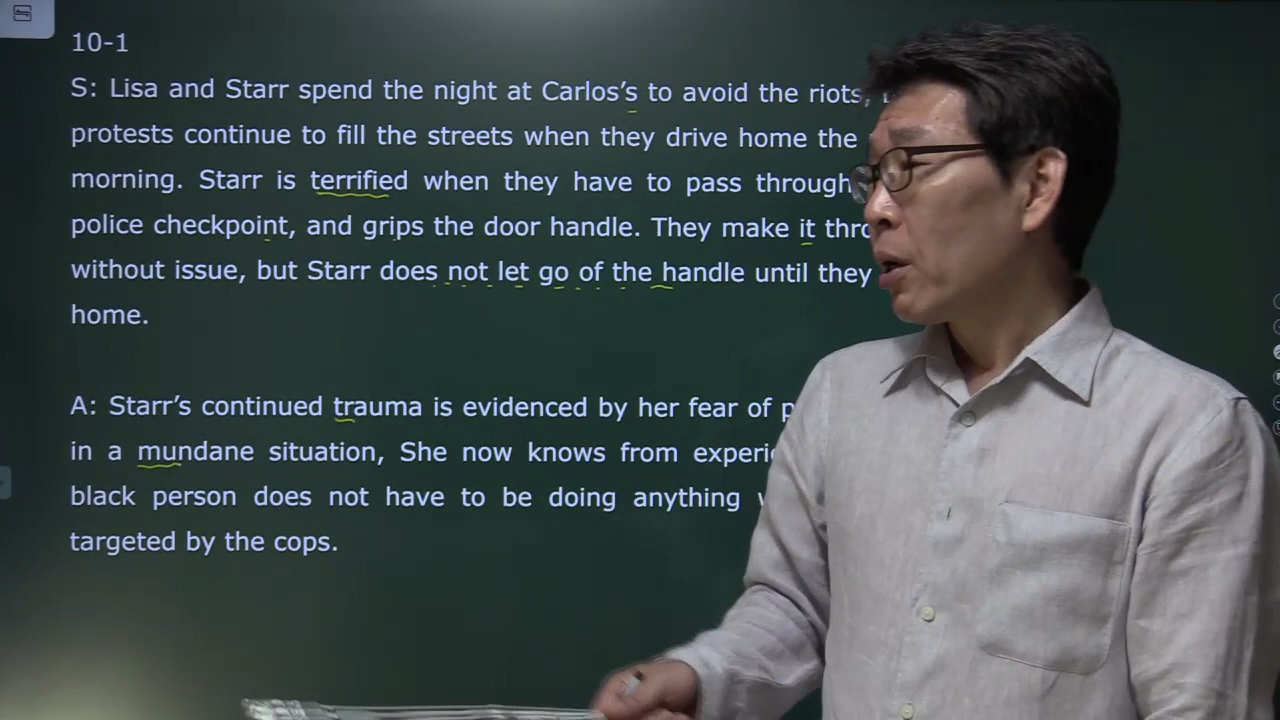 10-1
S: Lisa and Starr spend the night at Carlos's to avoid the riots,
protests continue to fill the streets when they drive home the
morning. Starr is terrified when they have to pass through
police checkpoint, and grips the door handle. They make it
without issue, but Starr does not let go of the handle until they
home.
A: Starr's continued trauma is evidenced by her fear of
in a mundane situation, She now knows from
black person does not have to be doing anything
targeted by the cops.